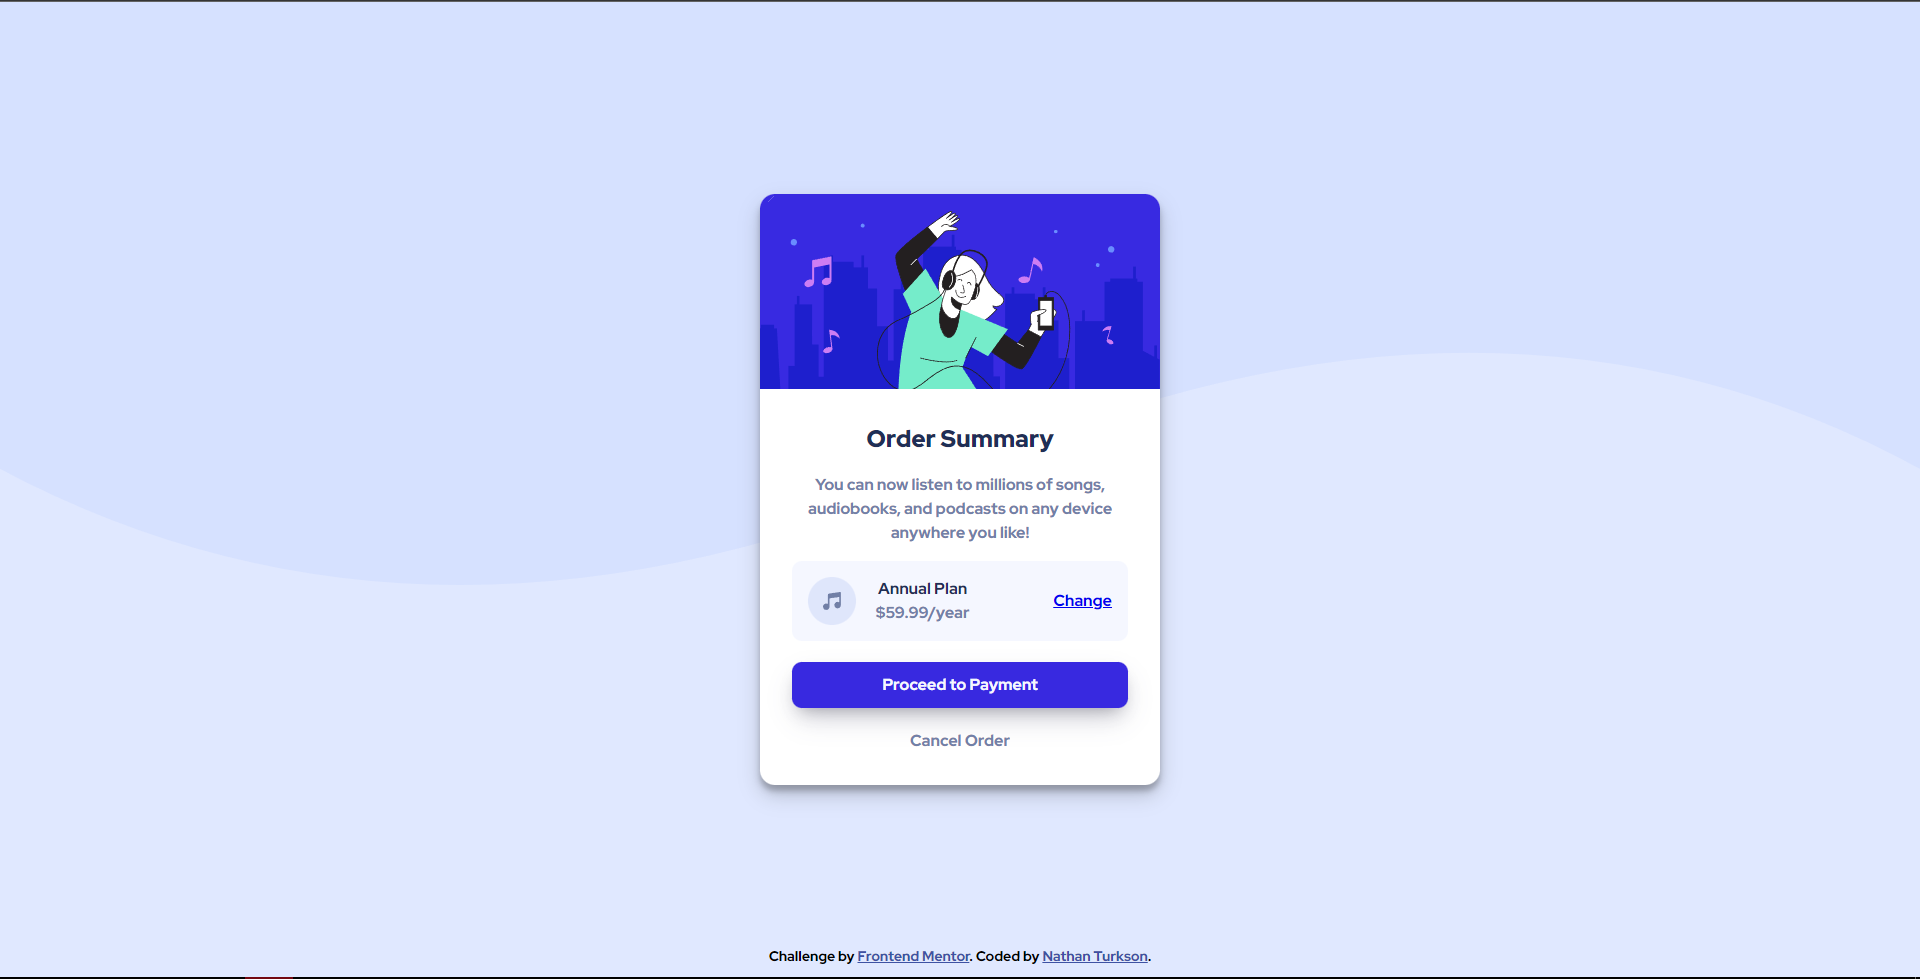 Order Summary
You can now listen to millions of songs,
audiobooks, and podcasts on any device
anywhere you like!
Annual Plan
$59.99/year
Change
Proceed to Payment
Cancel Order
Challenge by Frontend Mentor. Coded by Nathan Turkson.